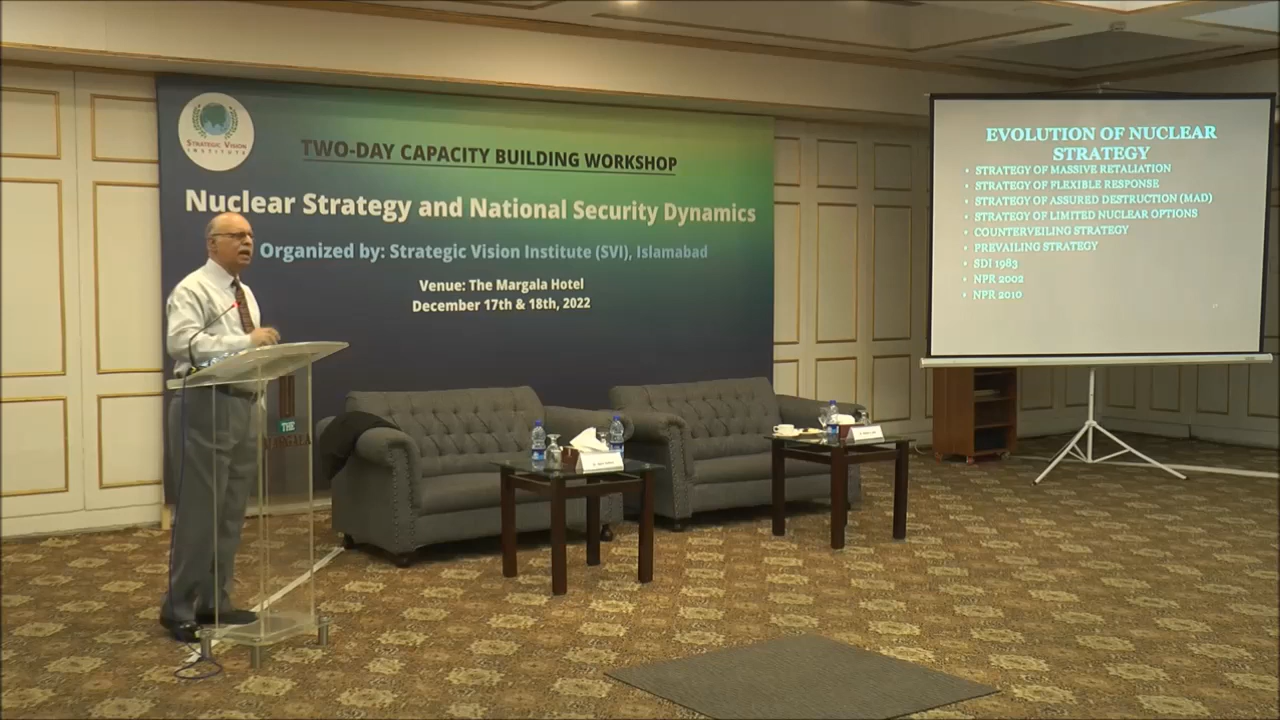 STRATEGIC VISION
INSTITUTE
TWO-DAY CAPACITY BUILDING WORKSHOP
Nuclear Strategy and National Security Dynamics
Organized by: Strategic Vision Institute (SVI), Islamabad
Venue: The Margala Hotel
December 17th & 18th, 2022
EVOLUTION OF NUCLEAR
STRATEGY
• STRATEGY OF MASSIVE RETALIATION
• STRATEGY OF FLEXIBLE RESPONSE
• STRATEGY OF ASSURED DESTRUCTION (MAD)
• STRATEGY OF LIMITED NUCLEAR OPTIONS
• COUNTERVEILING STRATEGY
• PREVAILING STRATEGY
• SDI 1983
• NPR 2002
• NPR 2010
THE
MARGALA